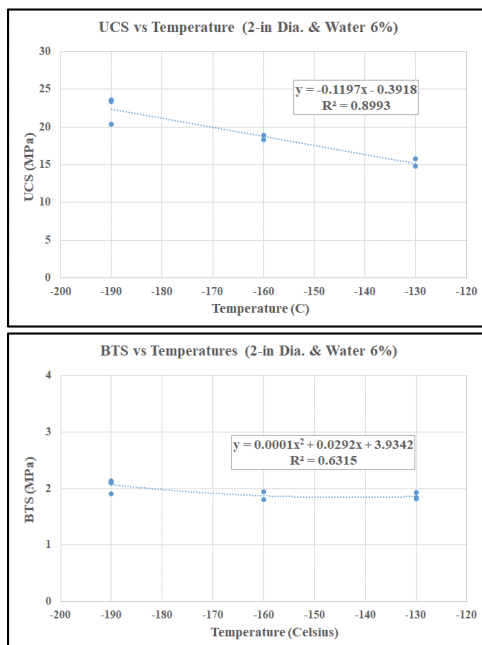 UCS vs Temperature (2-in Dia. & Water 6%)
30
25
20
15
10
5
0
UCS (MPa)
y = -0.1197x - 0.3918
R² = 0.8993
-200 -190 -180 -170 -160 -150 -140 -130 -120
Temperature (C)
BTS vs Temperatures (2-in Dia. & Water 6%)
4
3
2
1
0
BTS (MPa)
y = 0.0001x² + 0.0292x + 3.9342
R² = 0.6315
-200 -190 -180 -170 -160 -150 -140 -130 -120
Temperature (Celsius)